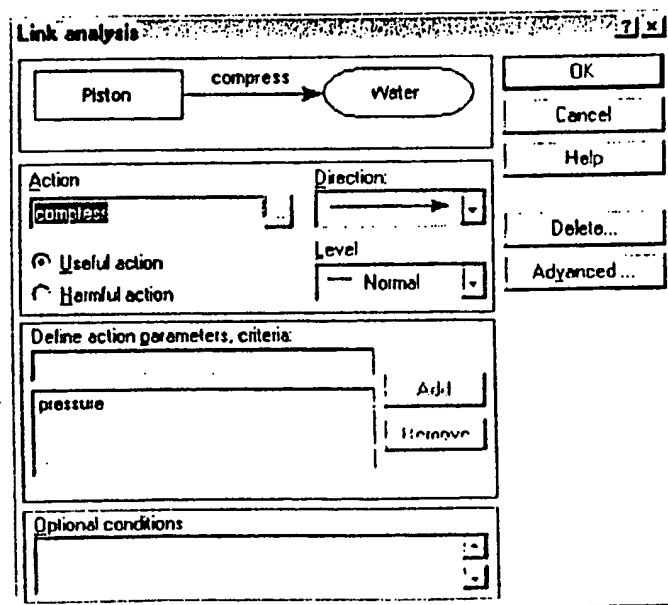 Link analysis
? ×
compress
Piston
Water
OK
Cancel
Help
Delete...
Advanced ...
Action
compless
...
Useful action
Harmful action
Direction:
Level
Normal
Define action parameters, criteria:
Add
pressure
Remove
Optional conditions